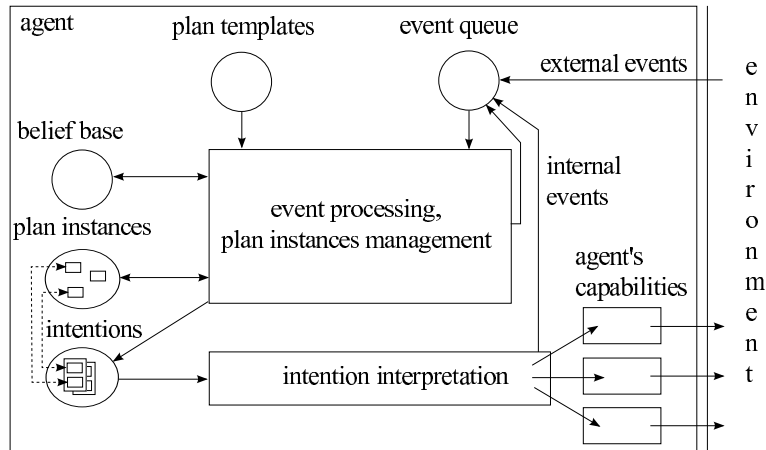 agent
plan templates
event queue
external events
belief base
internal
events
event processing,
plan instances management
plan instances
agent's
capabilities
intentions
intention interpretation
environment